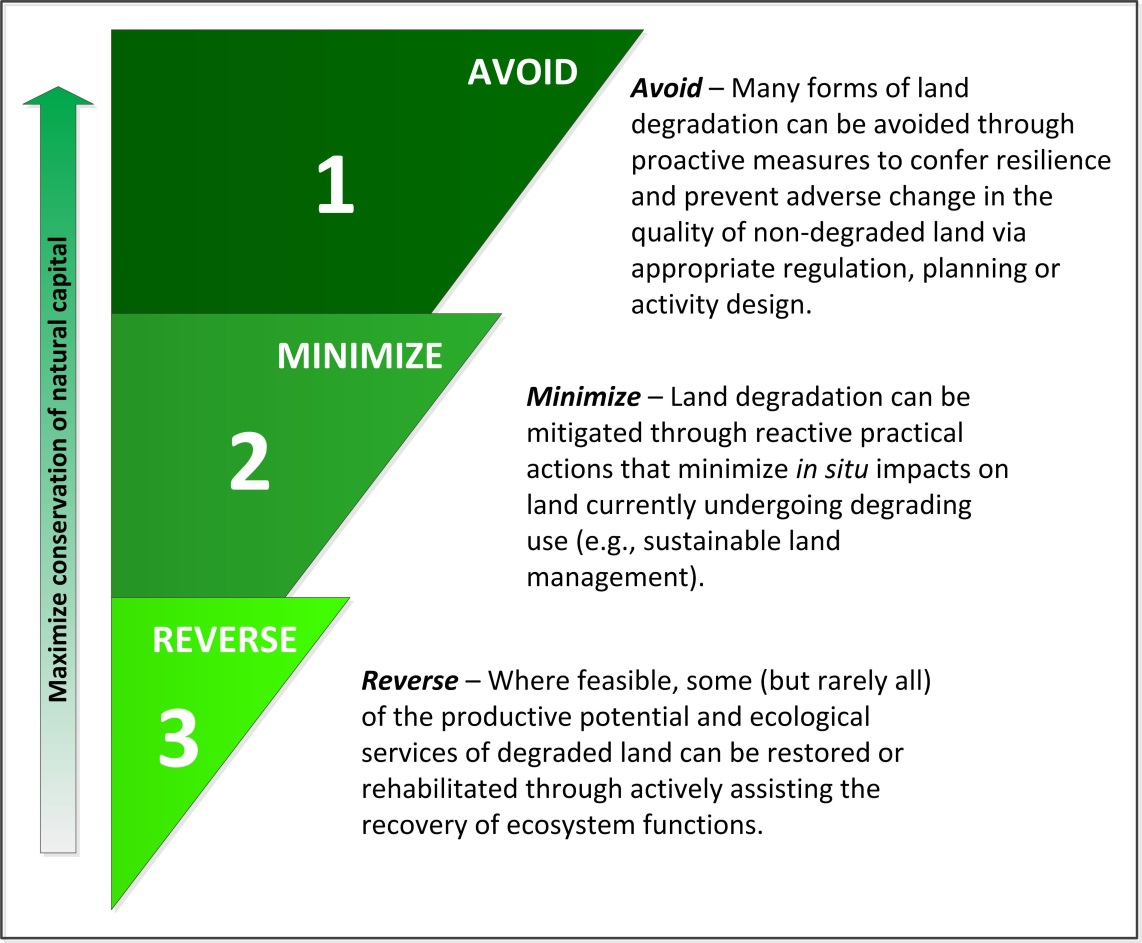 Maximize conservation of natural capital
AVOID
1
Avoid – Many forms of land
degradation can be avoided through
proactive measures to confer resilience
and prevent adverse change in the
quality of non-degraded land via
appropriate regulation, planning or
activity design.
MINIMIZE
2
Minimize – Land degradation can be
mitigated through reactive practical
actions that minimize in situ impacts on
land currently undergoing degrading
use (e.g., sustainable land
management).
REVERSE
3
Reverse – Where feasible, some (but rarely all)
of the productive potential and ecological
services of degraded land can be restored or
rehabilitated through actively assisting the
recovery of ecosystem functions.